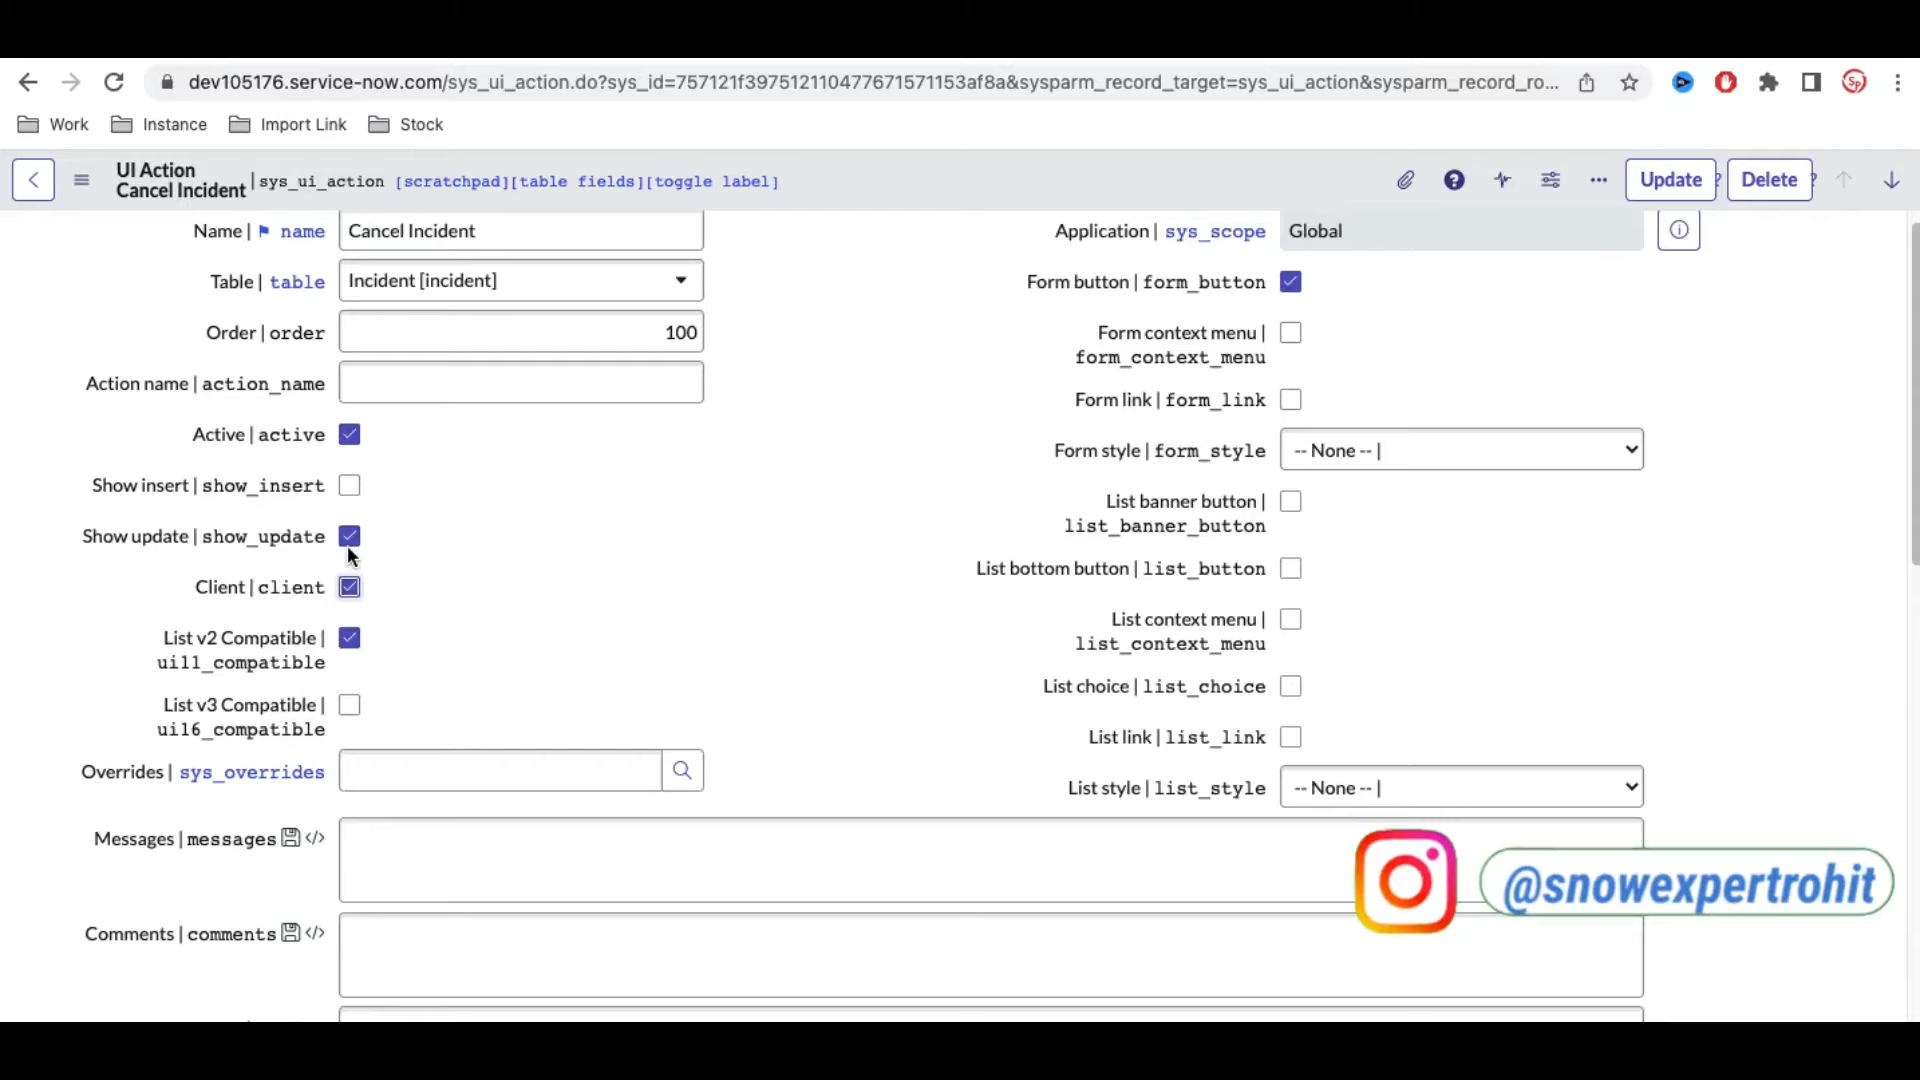 dev105176.service-now.com/sys_ui_action.do?sys_id=757121f397512110477671571153af8a&sysparm_record_target=sys_ui_action&sysparm_record_ro...
Work Instance Import Link Stock
UI Action
Cancel Incident | sys_ui_action [scratchpad][table fields][toggle label] Update ? Delete ?
Name | name Cancel Incident
Table | table Incident [incident]
Order | order 100
Action name | action_name
Active | active
Show insert | show_insert
Show update | show_update
Client | client
List v2 Compatible |
ui11_compatible
List v3 Compatible |
ui16_compatible
Overrides | sys_overrides
Application | sys_scope Global
Form button | form_button
Form context menu |
form_context_menu
Form link | form_link
Form style | form_style -- None -- |
List banner button |
list_banner_button
List bottom button | list_button
List context menu |
list_context_menu
List choice | list_choice
List link | list_link
List style | list_style -- None -- |
Messages | messages </>
@snowexpertrohit
Comments | comments </>